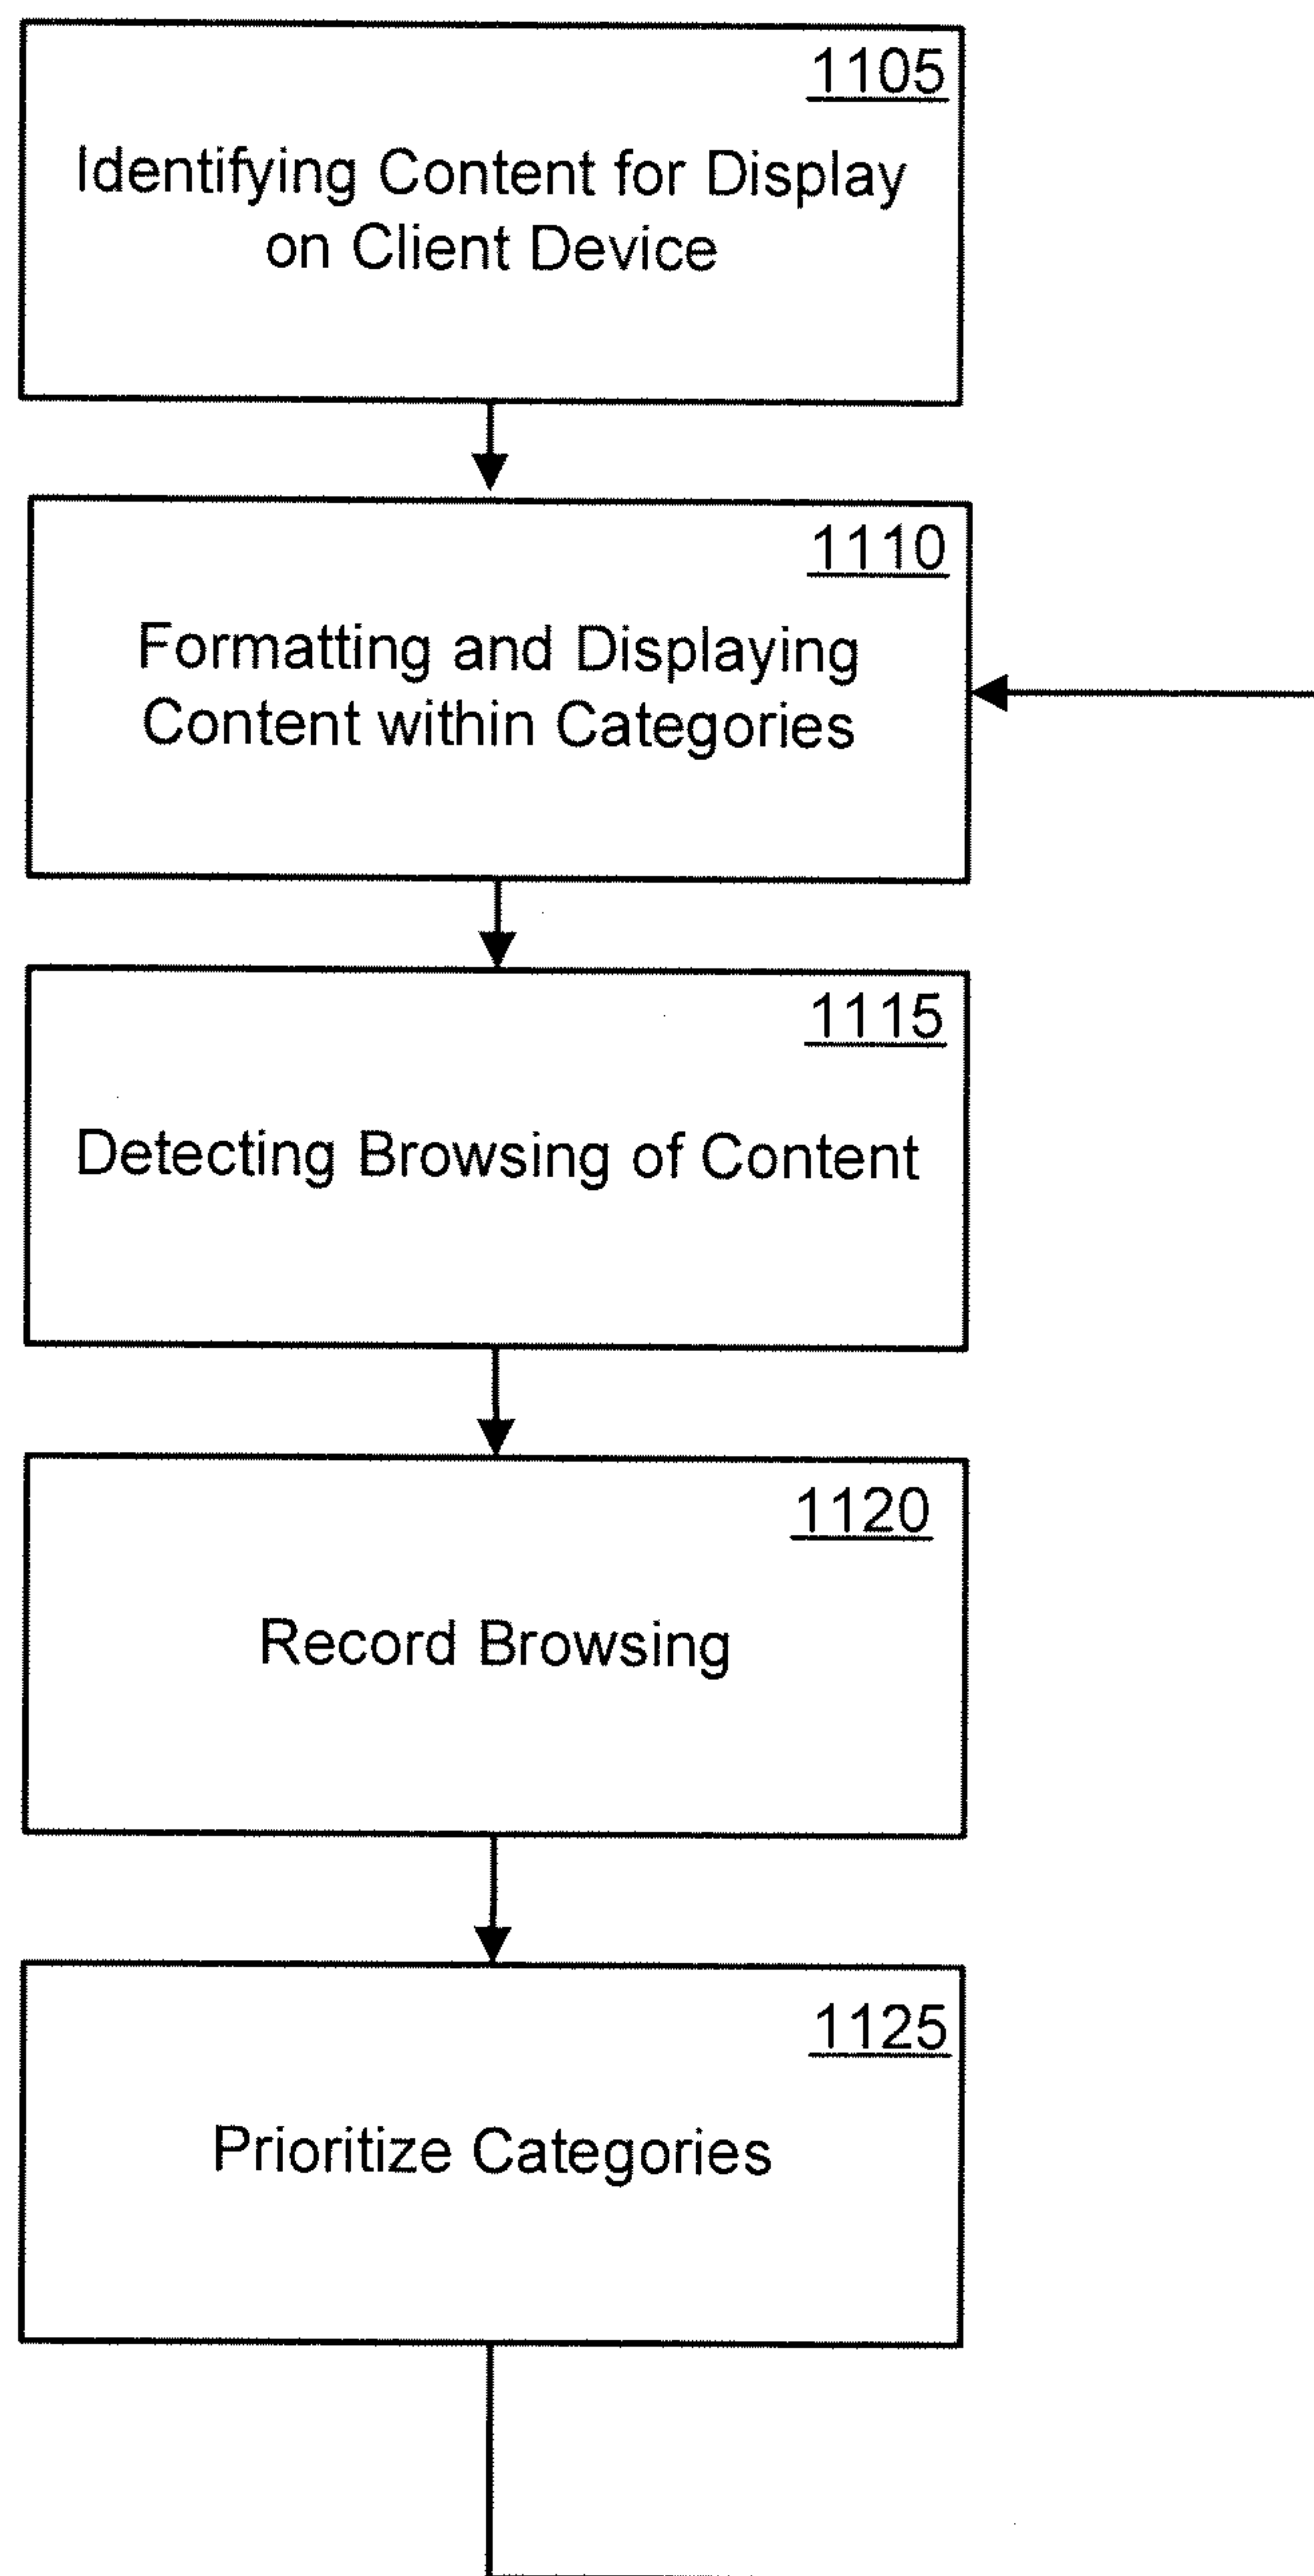 1105
Identifying Content for Display
on Client Device
1110
Formatting and Displaying
Content within Categories
1115
Detecting Browsing of Content
1120
Record Browsing
1125
Prioritize Categories